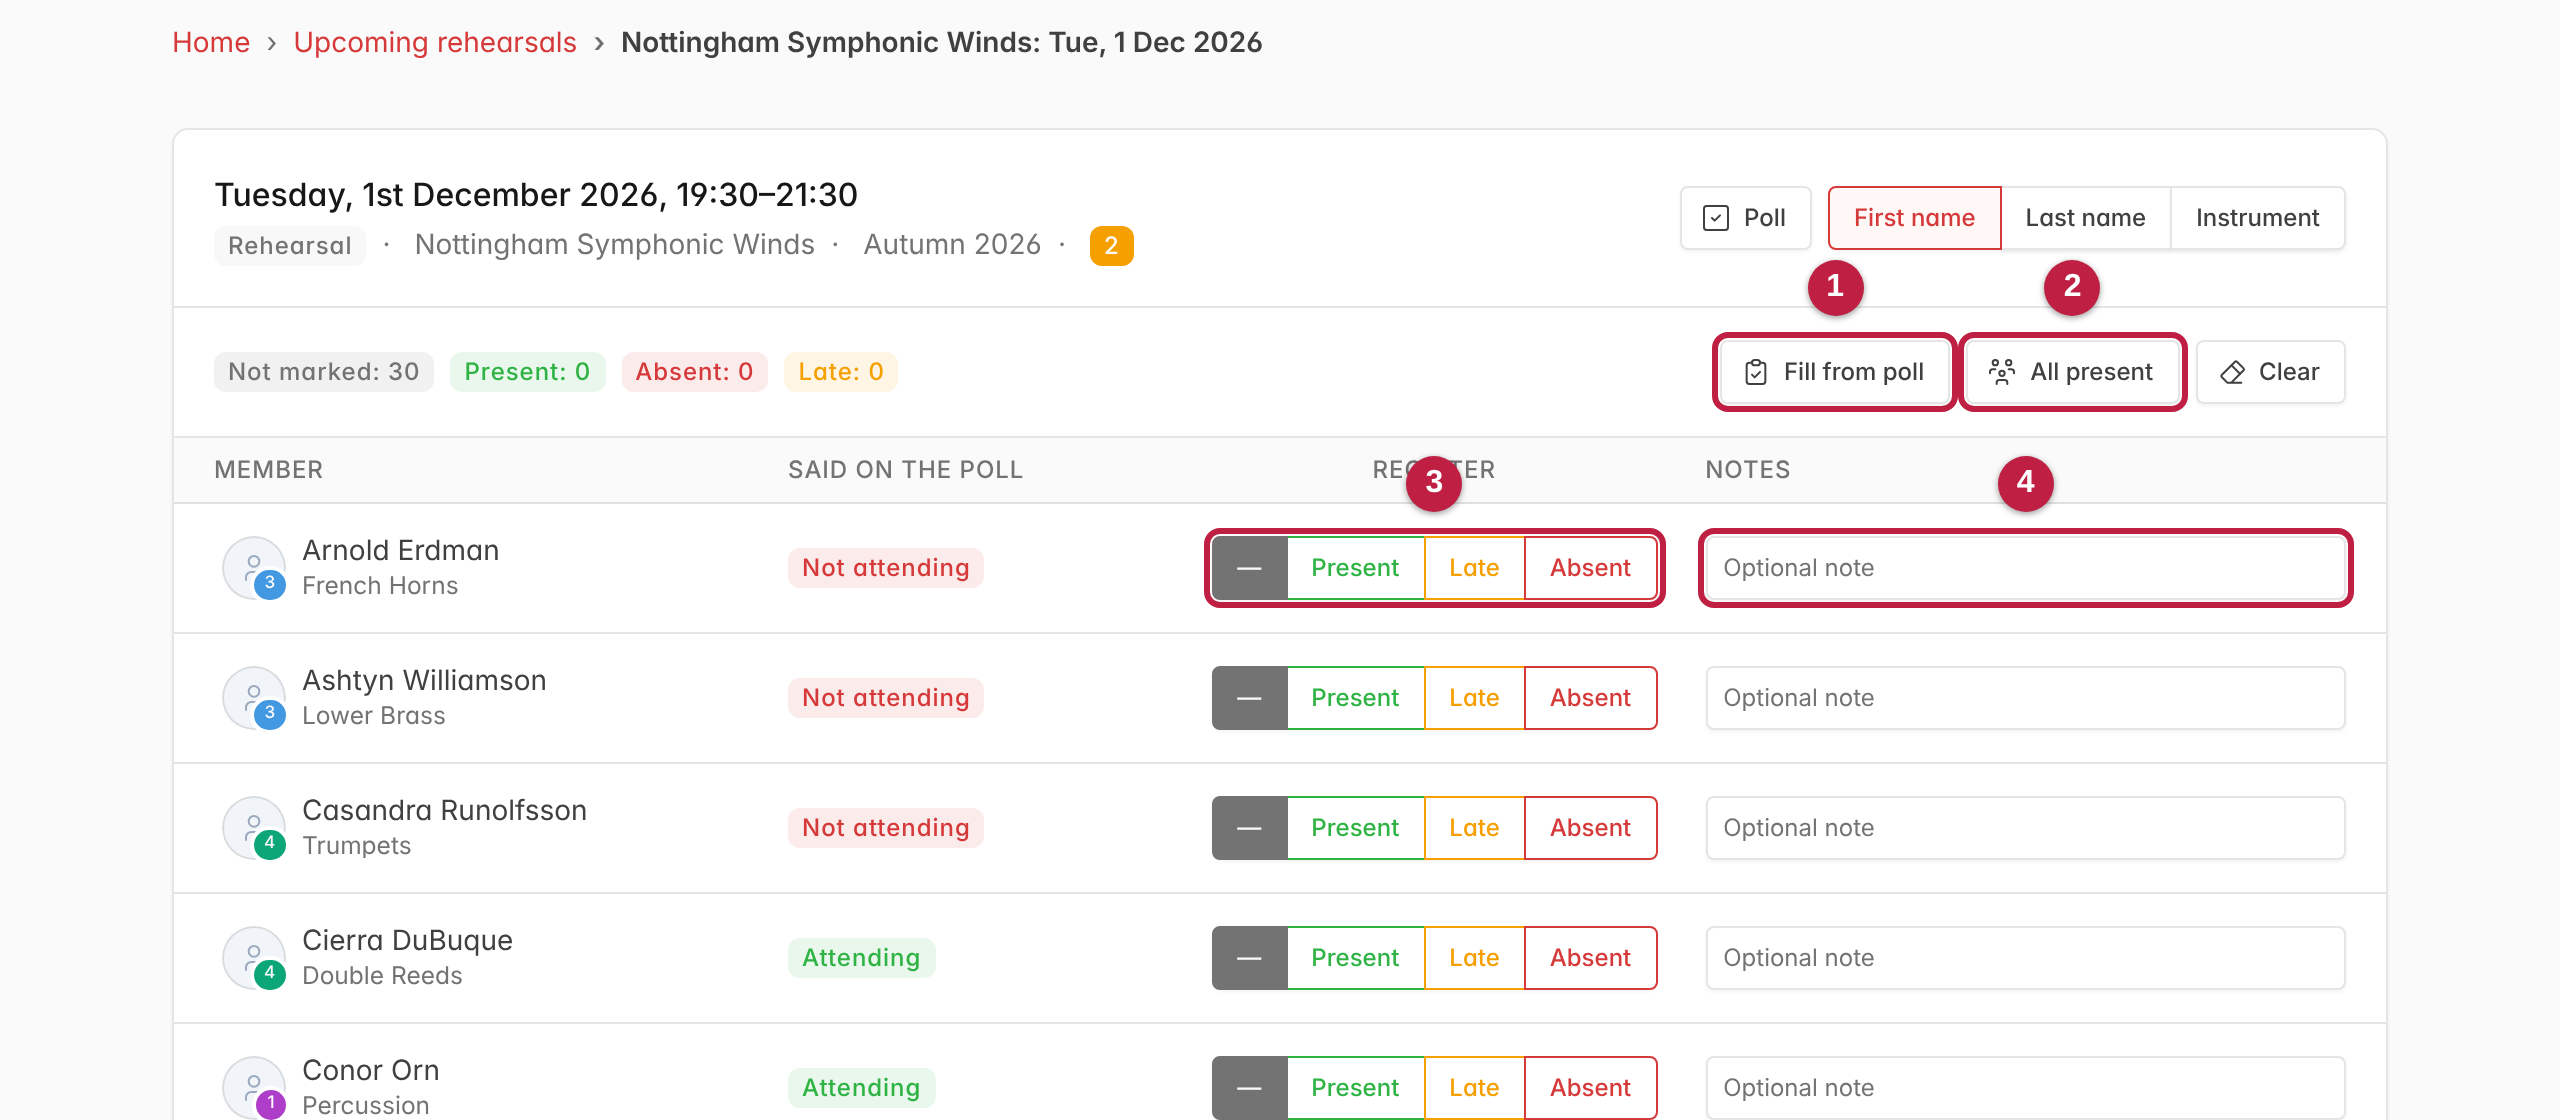 Home › Upcoming rehearsals › Nottingham Symphonic Winds: Tue, 1 Dec 2026
Tuesday, 1st December 2026, 19:30–21:30
Rehearsal · Nottingham Symphonic Winds · Autumn 2026 · 2
Poll First name Last name Instrument
1 2
Not marked: 30 Present: 0 Absent: 0 Late: 0
Fill from poll All present Clear
MEMBER SAID ON THE POLL NOTES
3 4
Arnold Erdman
3 French Horns
Not attending — Present Late Absent Optional note
Ashtyn Williamson
3 Lower Brass
Not attending — Present Late Absent Optional note
Casandra Runolfsson
4 Trumpets
Not attending — Present Late Absent Optional note
Cierra DuBuque
4 Double Reeds
Attending — Present Late Absent Optional note
Conor Orn
1 Percussion
Attending — Present Late Absent Optional note